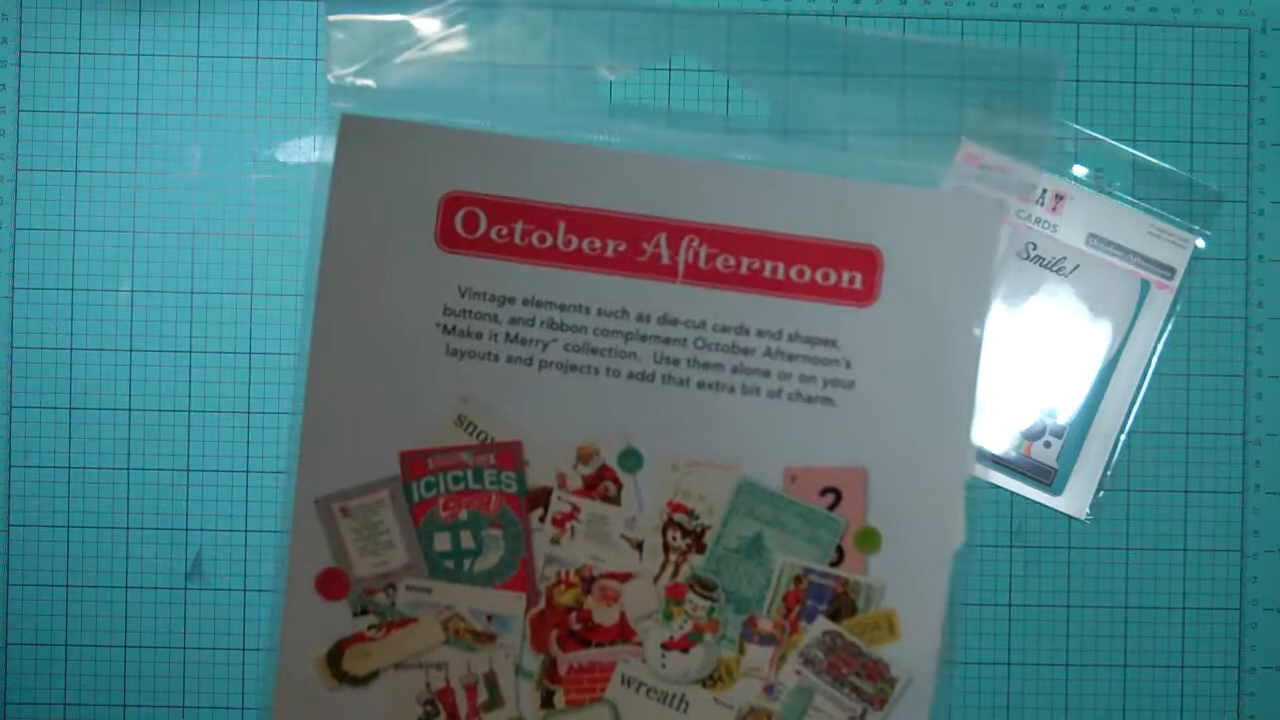 October Afternoon
Vintage elements such as die-cut cards and shapes,
buttons, and ribbon complement October Afternoon's
"Make it Merry" collection. Use them alone or on your
layouts and projects to add that extra bit of charm.
AY
CARDS
Smile!
snow
ICICLES
2
wreath